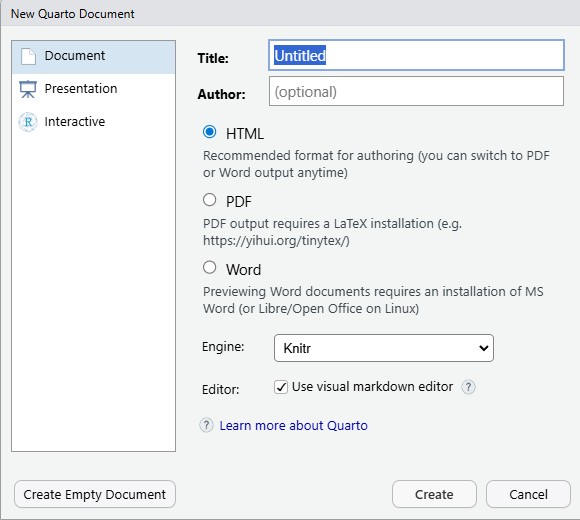 New Quarto Document
Document
Presentation
R
Interactive
Title:
Untitled
Author:
(optional)
HTML
Recommended format for authoring (you can switch to PDF
or Word output anytime)
PDF
PDF output requires a LaTeX installation (e.g.
https://yihui.org/tinytex/)
Word
Previewing Word documents requires an installation of MS
Word (or Libre/Open Office on Linux)
Engine:
Knitr
Editor:
Use visual markdown editor
?
? Learn more about Quarto
Create Empty Document
Create
Cancel